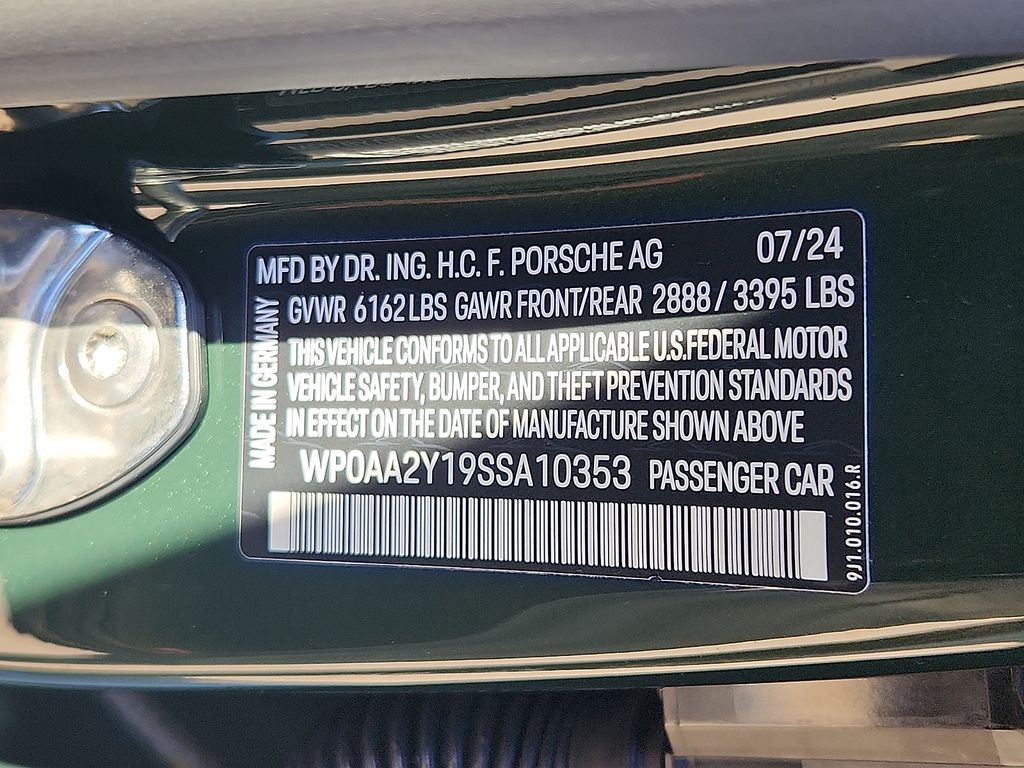 MFD BY DR. ING. H.C. F. PORSCHE AG 07/24
GVWR 6162 LBS GAWR FRONT/REAR 2888 / 3395 LBS
THIS VEHICLE CONFORMS TO ALL APPLICABLE U.S.FEDERAL MOTOR
VEHICLE SAFETY, BUMPER, AND THEFT PREVENTION STANDARDS
IN EFFECT ON THE DATE OF MANUFACTURE SHOWN ABOVE
WP0AA2Y19SSA10353 PASSENGER CAR
MADE IN GERMANY
9J1.010.016.R